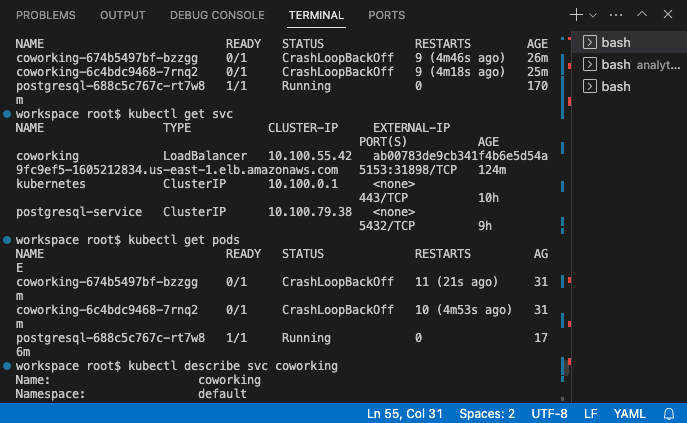 PROBLEMS OUTPUT DEBUG CONSOLE TERMINAL PORTS
NAME READY STATUS RESTARTS AGE
coworking-674b5497bf-bzzgg 0/1 CrashLoopBackOff 9 (4m46s ago) 26m
coworking-6c4bdc9468-7rnq2 0/1 CrashLoopBackOff 9 (4m18s ago) 25m
postgresql-688c5c767c-rt7w8 1/1 Running 0 170
m
workspace root$ kubectl get svc
NAME TYPE CLUSTER-IP EXTERNAL-IP
PORT(S) AGE
coworking LoadBalancer 10.100.55.42 ab00783de9cb341f4b6e5d54a
9fc9ef5-1605212834.us-east-1.elb.amazonaws.com 5153:31898/TCP 124m
kubernetes ClusterIP 10.100.0.1 <none>
443/TCP 10h
postgresql-service ClusterIP 10.100.79.38 <none>
5432/TCP 9h
workspace root$ kubectl get pods
NAME READY STATUS RESTARTS AG
E
coworking-674b5497bf-bzzgg 0/1 CrashLoopBackOff 11 (21s ago) 31
m
coworking-6c4bdc9468-7rnq2 0/1 CrashLoopBackOff 10 (4m53s ago) 31
m
postgresql-688c5c767c-rt7w8 1/1 Running 0 17
6m
workspace root$ kubectl describe svc coworking
Name: coworking
Namespace: default
bash
bash analyt...
bash
Ln 55, Col 31 Spaces: 2 UTF-8 LF YAML